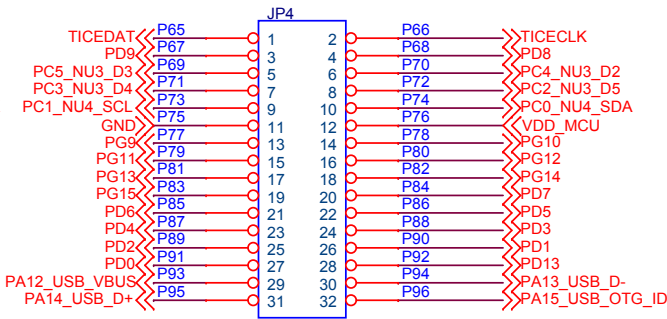 JP4
TICEDAT P65 1 2 P66 TICECLK
PD9 P67 3 4 P68 PD8
PC5_NU3_D3 P69 5 6 P70 PC4_NU3_D2
PC3_NU3_D4 P71 7 8 P72 PC2_NU3_D5
PC1_NU4_SCL P73 9 10 P74 PC0_NU4_SDA
GND P75 11 12 P76 VDD_MCU
PG9 P77 13 14 P78 PG10
PG11 P79 15 16 P80 PG12
PG13 P81 17 18 P82 PG14
PG15 P83 19 20 P84 PD7
PD6 P85 21 22 P86 PD5
PD4 P87 23 24 P88 PD3
PD2 P89 25 26 P90 PD1
PD0 P91 27 28 P92 PD13
PA12_USB_VBUS P93 29 30 P94 PA13_USB_D-
PA14_USB_D+ P95 31 32 P96 PA15_USB_OTG_ID